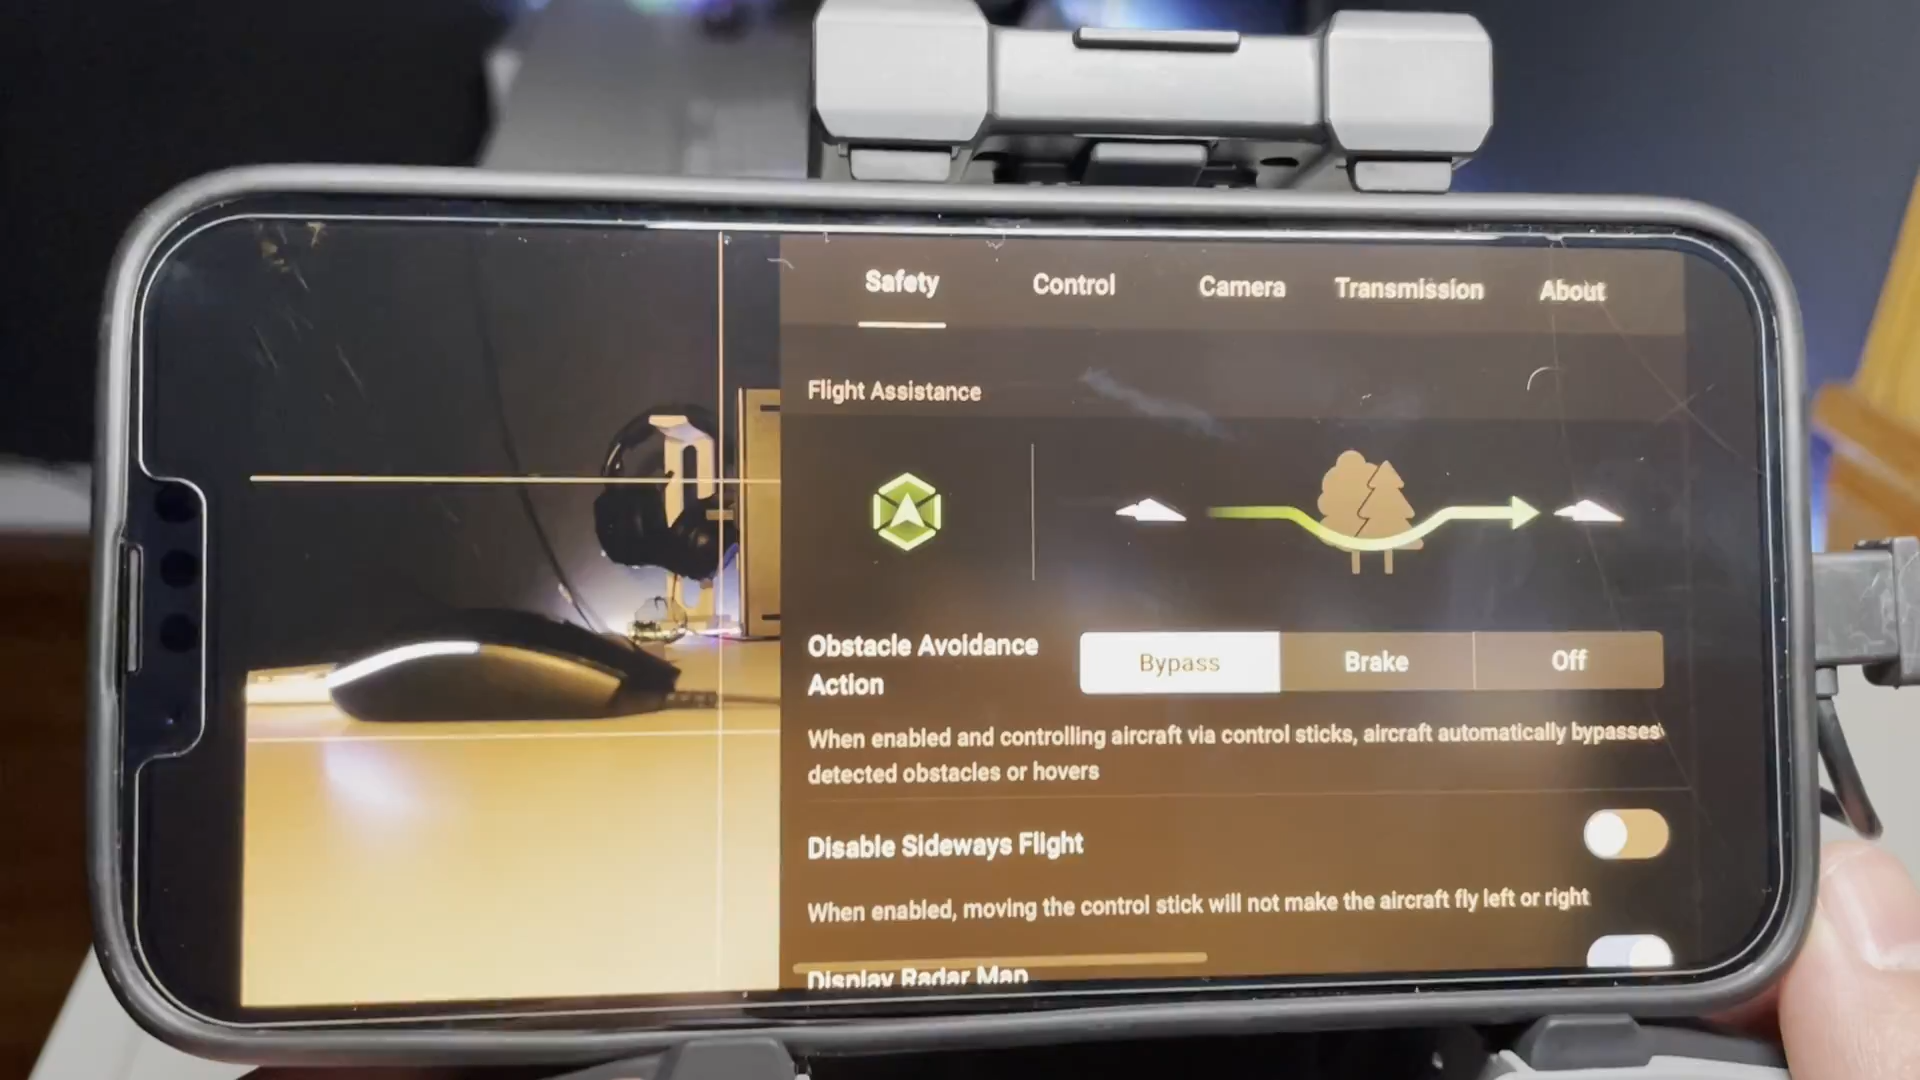 Safety Control Camera Transmission About
Flight Assistance
Obstacle Avoidance
Action
Bypass Brake Off
When enabled and controlling aircraft via control sticks, aircraft automatically bypasses
detected obstacles or hovers
Disable Sideways Flight
When enabled, moving the control stick will not make the aircraft fly left or right
Display Radar Map